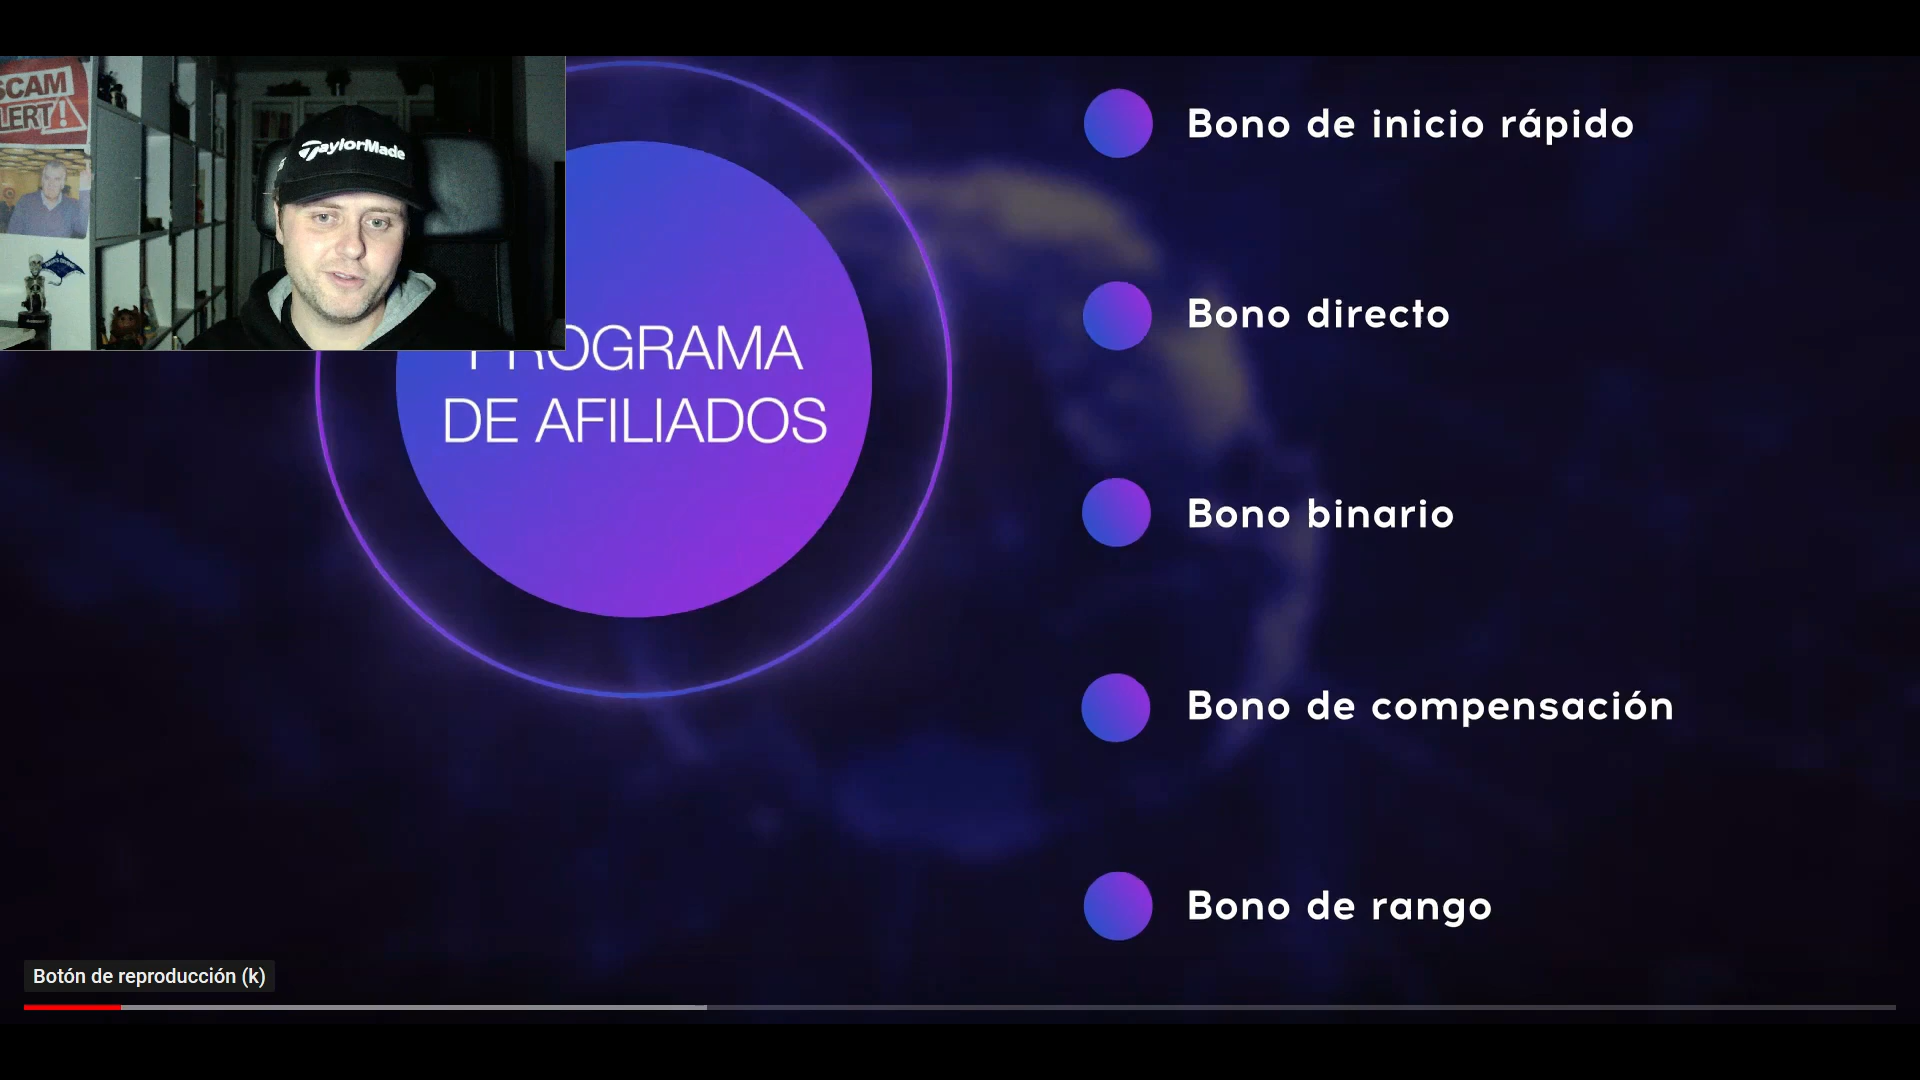 SCAM
LERT!
TaylorMade
PROGRAMA
DE AFILIADOS
Bono de inicio rápido
Bono directo
Bono binario
Bono de compensación
Bono de rango
Botón de reproducción (k)